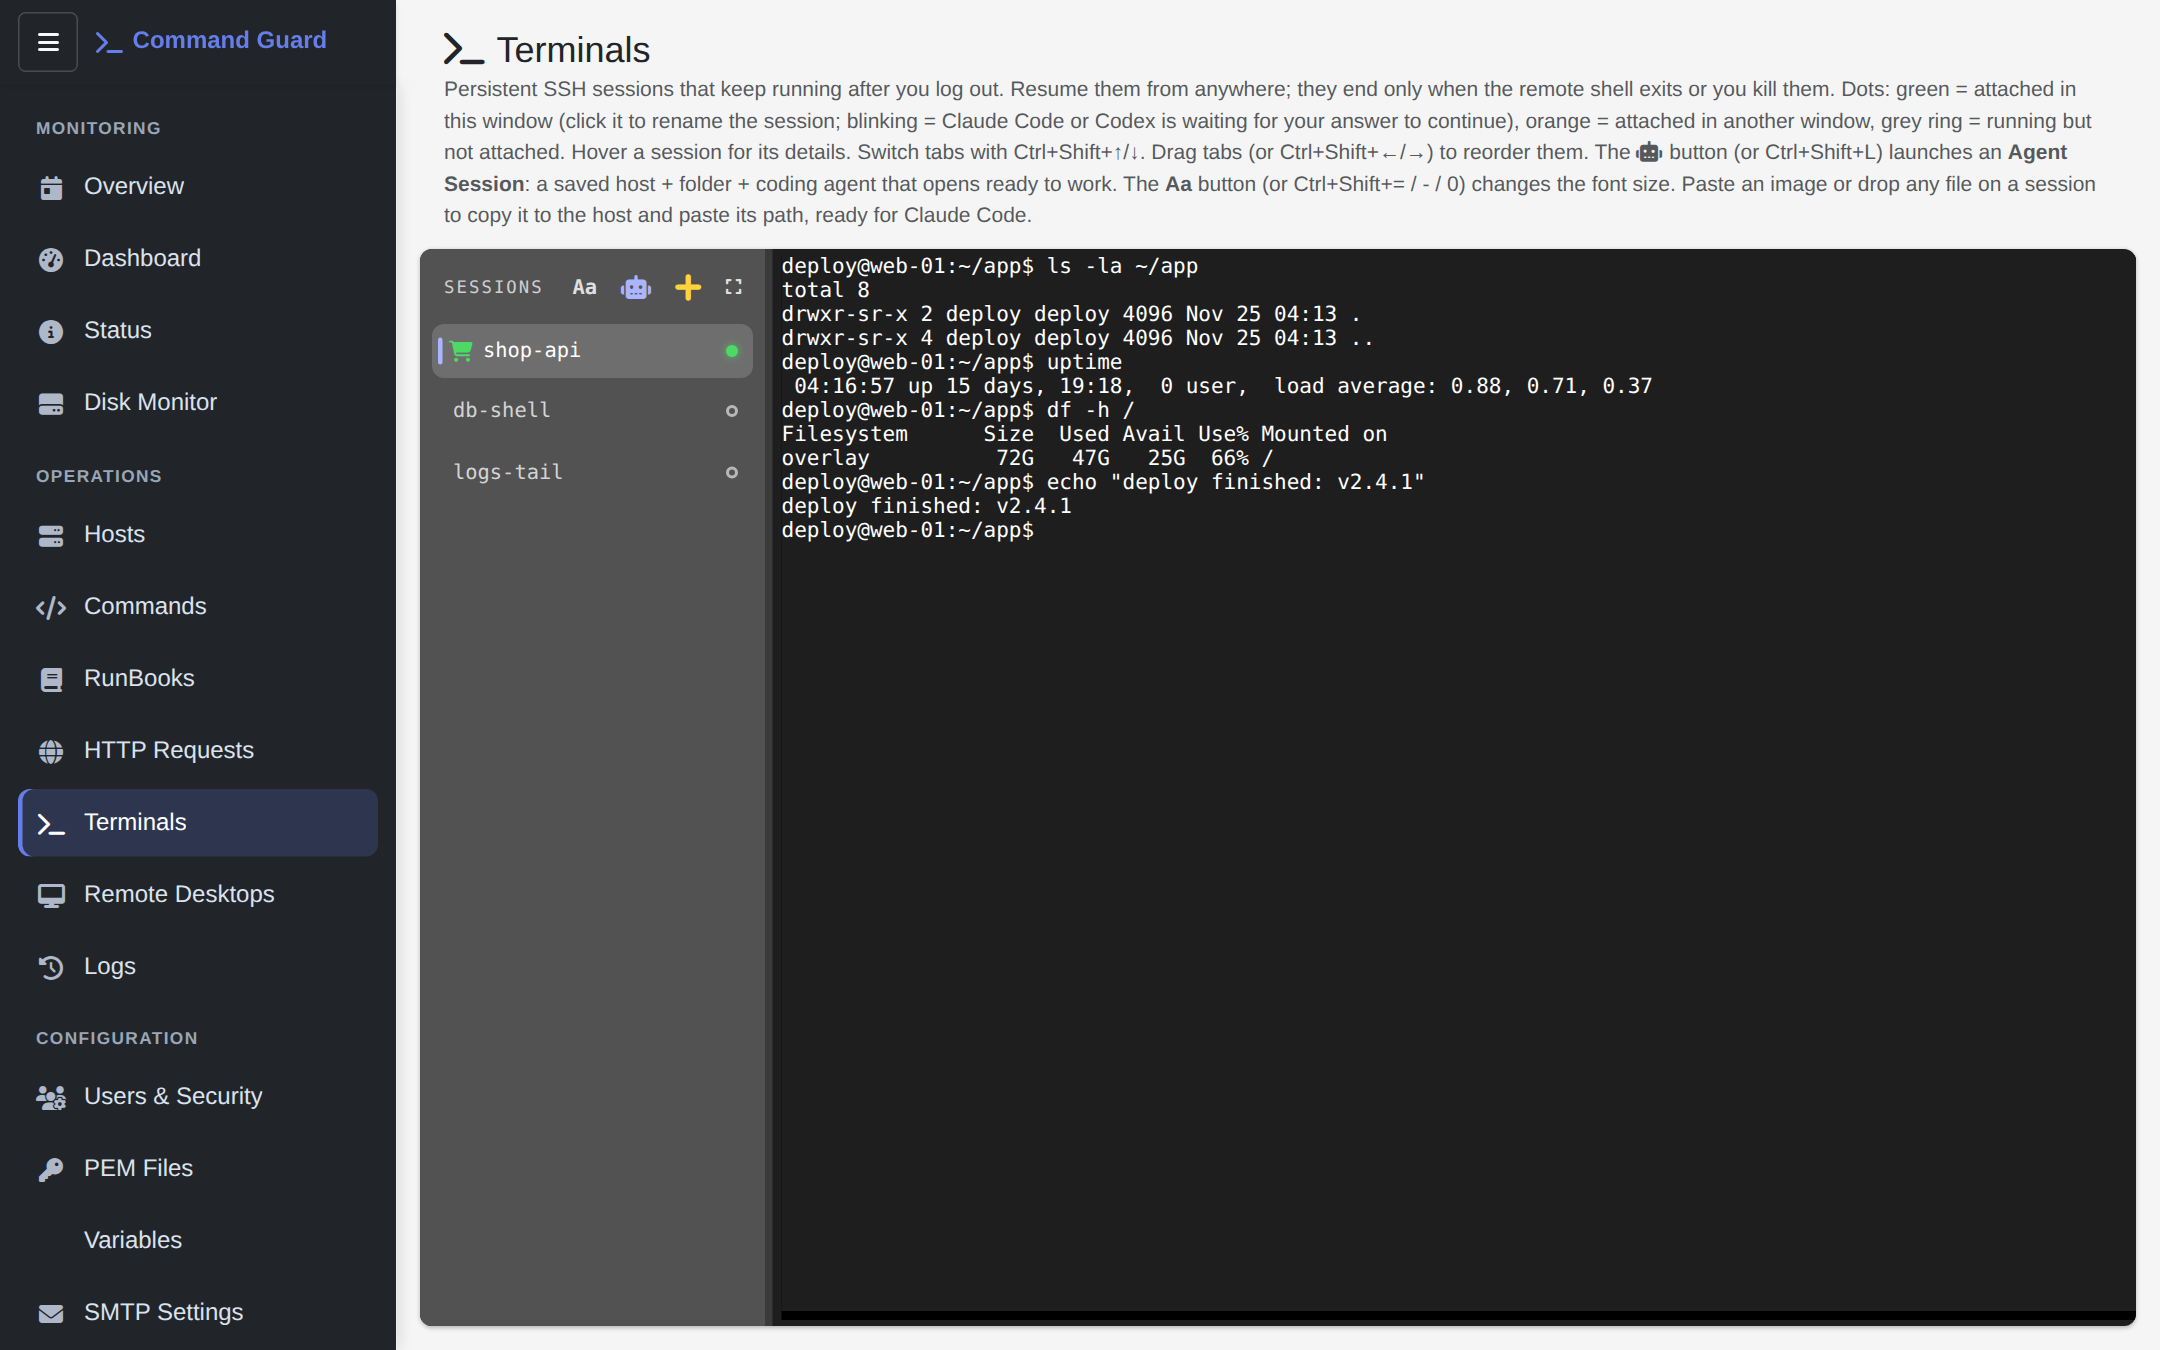 Command Guard
MONITORING
Overview
Dashboard
Status
Disk Monitor
OPERATIONS
Hosts
Commands
RunBooks
HTTP Requests
Terminals
Remote Desktops
Logs
CONFIGURATION
Users & Security
PEM Files
Variables
SMTP Settings
Terminals
Persistent SSH sessions that keep running after you log out. Resume them from anywhere; they end only when the remote shell exits or you kill them. Dots: green = attached in
this window (click it to rename the session; blinking = Claude Code or Codex is waiting for your answer to continue), orange = attached in another window, grey ring = running but
not attached. Hover a session for its details. Switch tabs with Ctrl+Shift+↑/↓. Drag tabs (or Ctrl+Shift+←/→) to reorder them. The button (or Ctrl+Shift+L) launches an Agent
Session: a saved host + folder + coding agent that opens ready to work. The Aa button (or Ctrl+Shift+= / - / 0) changes the font size. Paste an image or drop any file on a session
to copy it to the host and paste its path, ready for Claude Code.
SESSIONS Aa
shop-api
db-shell
logs-tail
deploy@web-01:~/app$ ls -la ~/app
total 8
drwxr-sr-x 2 deploy deploy 4096 Nov 25 04:13 .
drwxr-sr-x 4 deploy deploy 4096 Nov 25 04:13 ..
deploy@web-01:~/app$ uptime
 04:16:57 up 15 days, 19:18,  0 user,  load average: 0.88, 0.71, 0.37
deploy@web-01:~/app$ df -h /
Filesystem      Size  Used Avail Use% Mounted on
overlay          72G   47G   25G  66% /
deploy@web-01:~/app$ echo "deploy finished: v2.4.1"
deploy finished: v2.4.1
deploy@web-01:~/app$